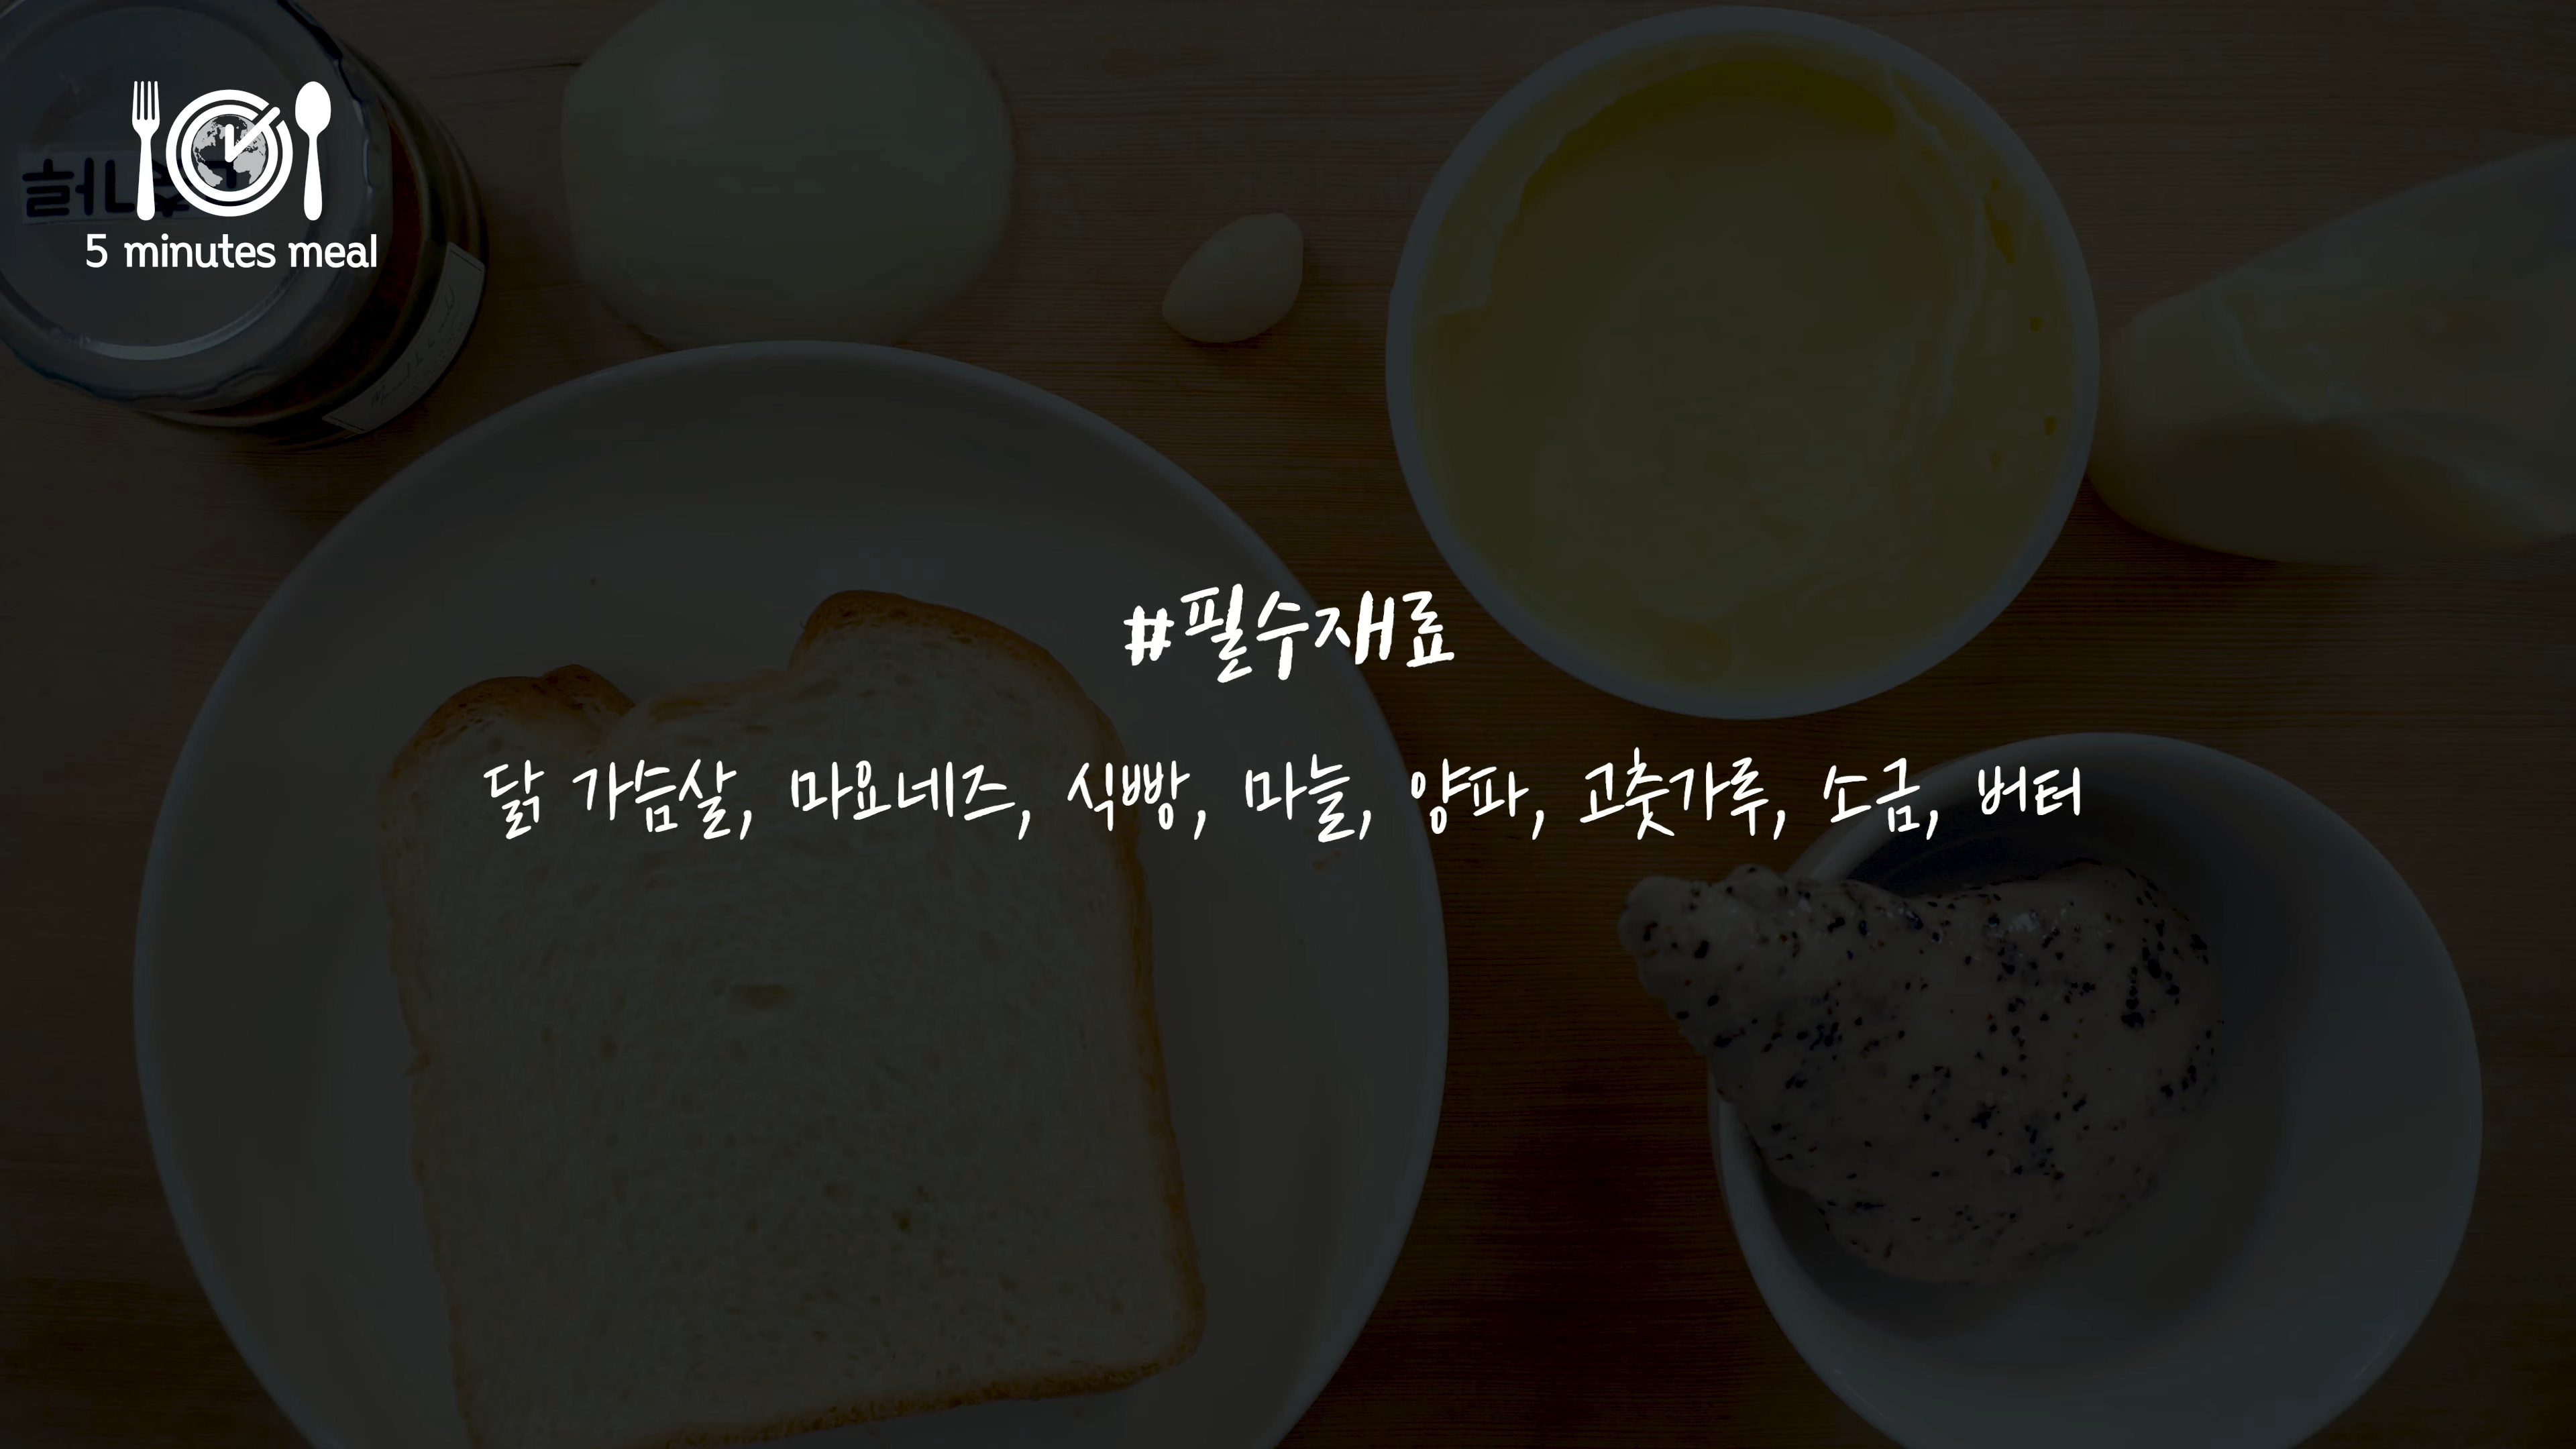 5 minutes meal
#필수재료
닭 가슴살, 마요네즈, 식빵, 마늘, 양파, 고춧가루, 소금, 버터